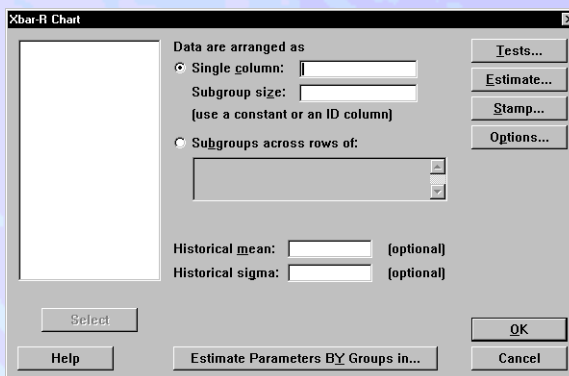 Xbar-R Chart
Data are arranged as
Single column:
Subgroup size:
(use a constant or an ID column)
Subgroups across rows of:
Historical mean: (optional)
Historical sigma: (optional)
Tests...
Estimate...
Stamp...
Options...
Select
OK
Help
Estimate Parameters BY Groups in...
Cancel